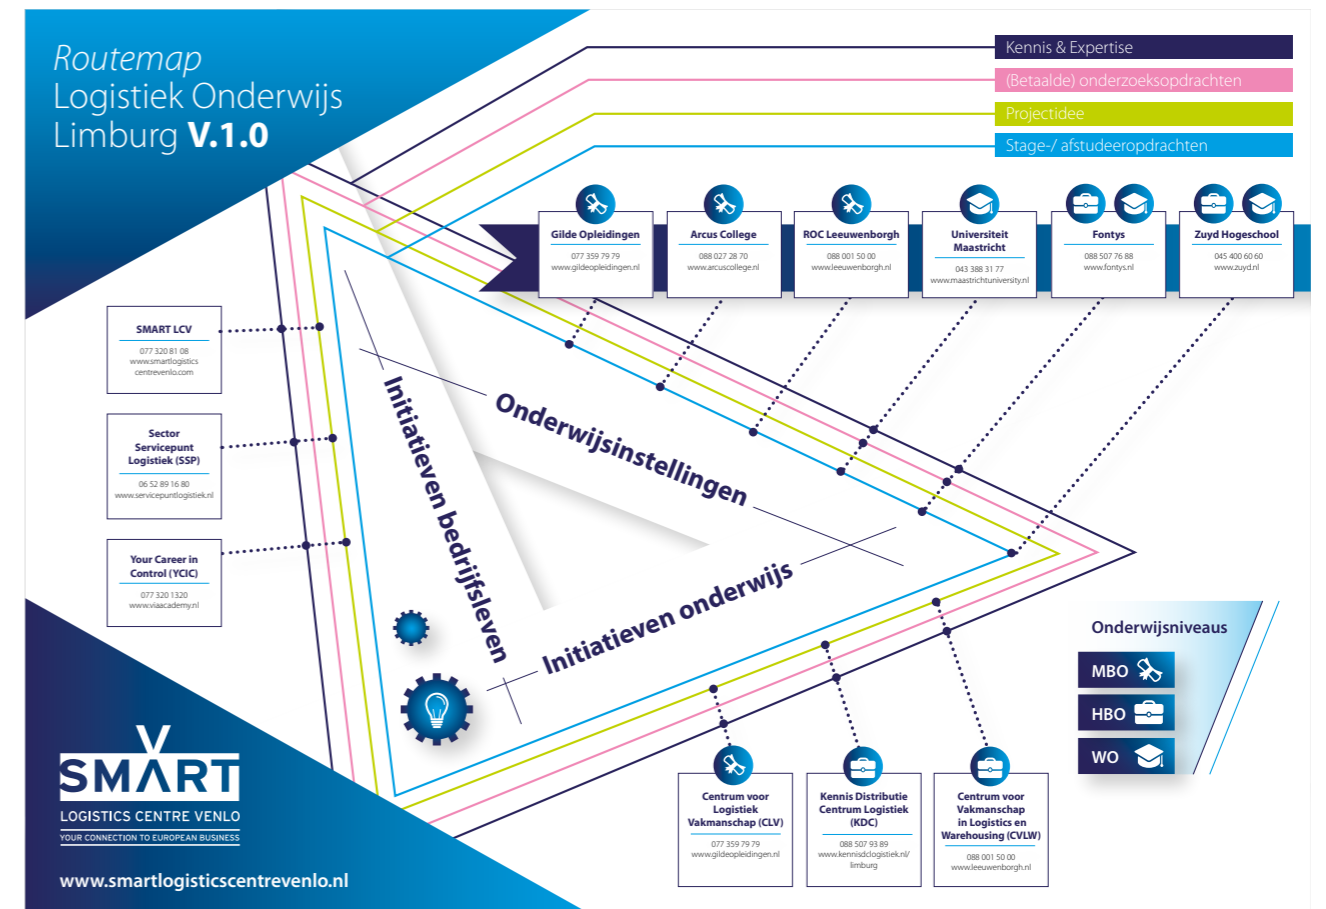 Routemap
Logistiek Onderwijs
Limburg V.1.0
Kennis & Expertise
(Betaalde) onderzoeksopdrachten
Projectidee
Stage-/ afstudeeropdrachten
Gilde Opleidingen
077 359 79 79
www.gildeopleidingen.nl
Arcus College
088 027 28 70
www.arcuscollege.nl
ROC Leeuwenborgh
088 001 50 00
www.leeuwenborgh.nl
Universiteit
Maastricht
043 388 31 77
www.maastrichtuniversity.nl
Fontys
088 507 76 88
www.fontys.nl
Zuyd Hogeschool
045 400 60 60
www.zuyd.nl
SMART LCV
077 320 81 08
www.smartlogistics
centrevenlo.com
Sector
Servicepunt
Logistiek (SSP)
06 52 89 16 80
www.servicepuntlogistiek.nl
Your Career in
Control (YCIC)
077 320 1320
www.viaacademy.nl
Initiatieven bedrijfsleven
Onderwijsinstellingen
Initiatieven onderwijs
Onderwijsniveaus
MBO
HBO
WO
Centrum voor
Logistiek
Vakmanschap (CLV)
077 359 79 79
www.gildeopleidingen.nl
Kennis Distributie
Centrum Logistiek
(KDC)
088 507 93 89
www.kennisdclogistiek.nl/
limburg
Centrum voor
Vakmanschap
in Logistics en
Warehousing (CVLW)
088 001 50 00
www.leeuwenborgh.nl
SMART
LOGISTICS CENTRE VENLO
YOUR CONNECTION TO EUROPEAN BUSINESS
www.smartlogisticscentrevenlo.nl